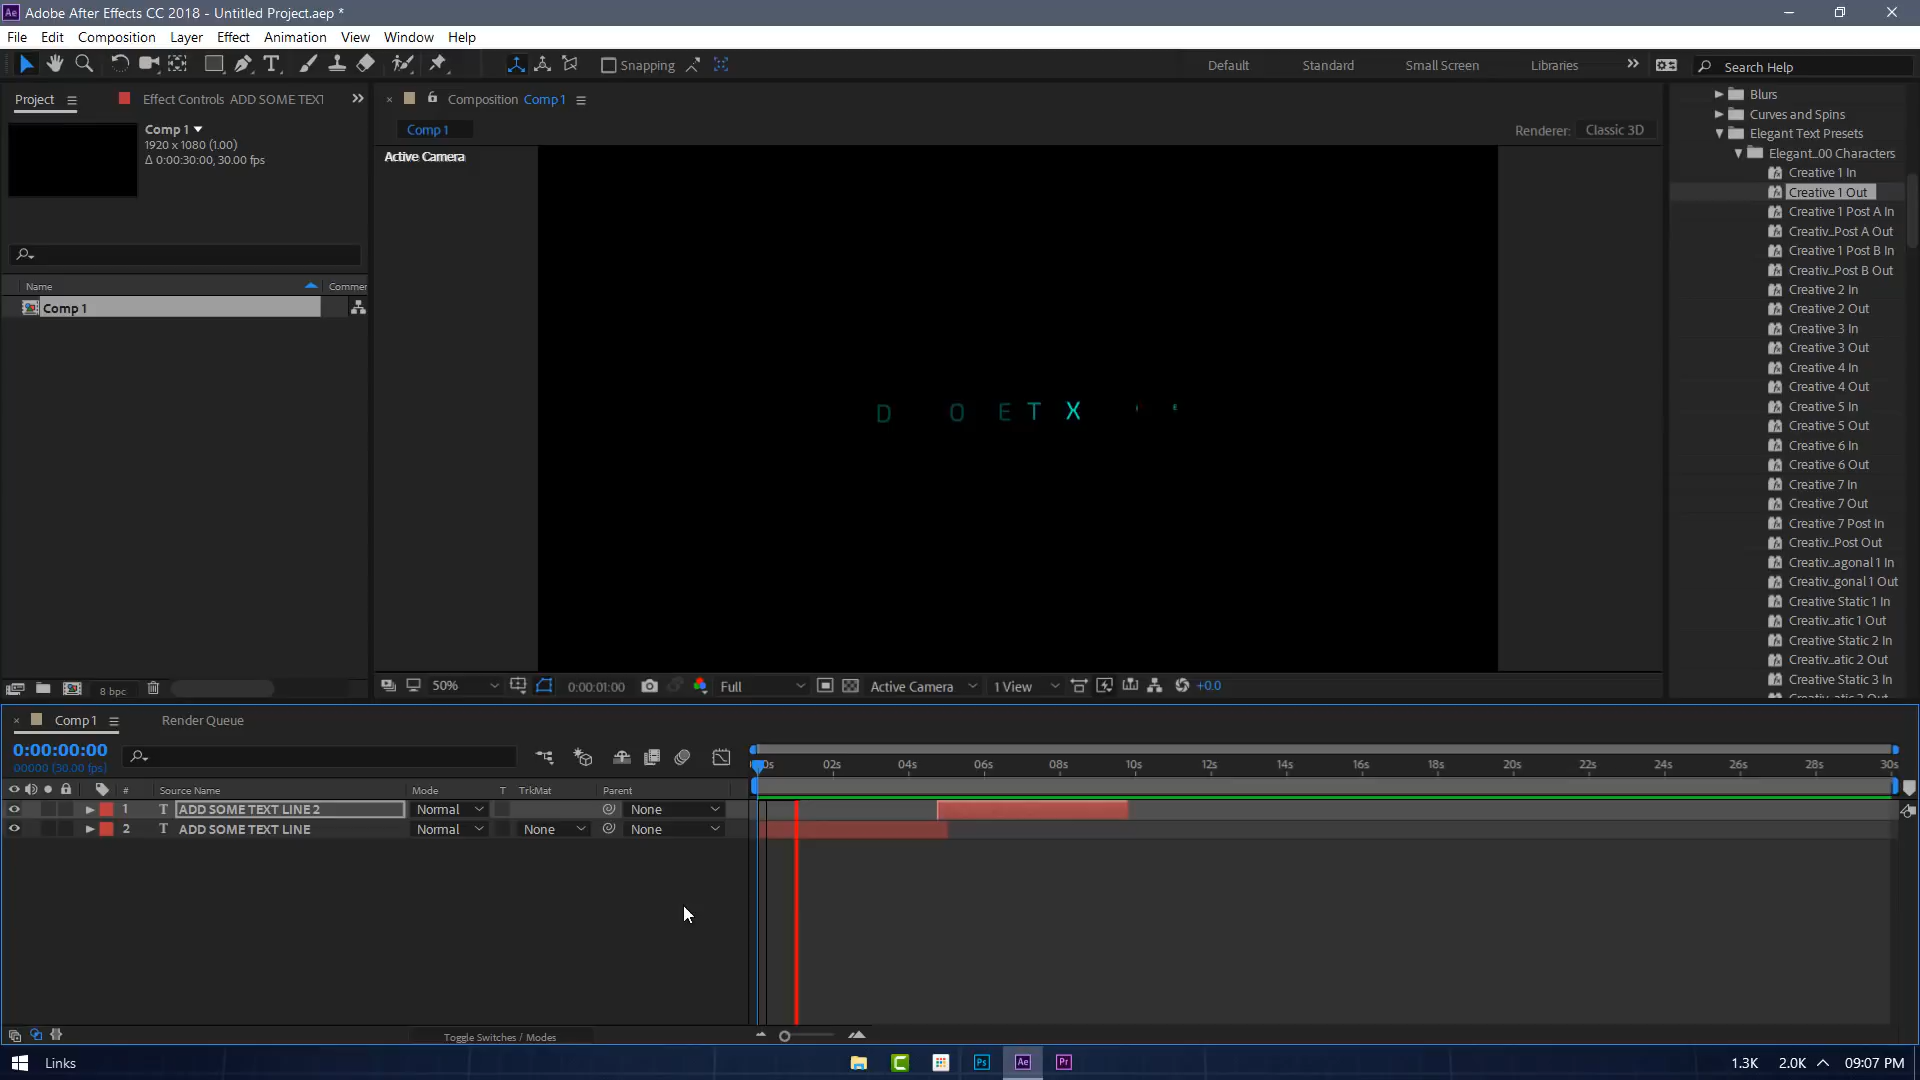 Ae Adobe After Effects CC 2018 - Untitled Project.aep *
File Edit Composition Layer Effect Animation View Window Help
Snapping Default Standard Small Screen Libraries Search Help
Project Effect Controls ADD SOME TEXT
Composition Comp 1
Comp 1
1920 x 1080 (1.00)
Δ 0:00:30:00, 30.00 fps
Comp 1
Renderer: Classic 3D
Active Camera
Name Commer
Comp 1
8 bpc
D O E T X
50% 0:00:01:00 Full Active Camera 1 View +0.0
Blurs
Curves and Spins
Elegant Text Presets
Elegant...00 Characters
Creative 1 In
Creative 1 Out
Creative 1 Post A In
Creativ...Post A Out
Creative 1 Post B In
Creativ...Post B Out
Creative 2 In
Creative 2 Out
Creative 3 In
Creative 3 Out
Creative 4 In
Creative 4 Out
Creative 5 In
Creative 5 Out
Creative 6 In
Creative 6 Out
Creative 7 In
Creative 7 Out
Creative 7 Post In
Creativ...Post Out
Creativ...agonal 1 In
Creativ...gonal 1 Out
Creative Static 1 In
Creativ...atic 1 Out
Creative Static 2 In
Creativ...atic 2 Out
Creative Static 3 In
Comp 1 Render Queue
0:00:00:00
00000 (30.00 fps)
02s 04s 06s 08s 10s 12s 14s 16s 18s 20s 22s 24s 26s 28s 30s
# Source Name Mode T TrkMat Parent
1 T ADD SOME TEXT LINE 2 Normal None
2 T ADD SOME TEXT LINE Normal None None
Toggle Switches / Modes
Links Ps Ae Pr 1.3K 2.0K 09:07 PM